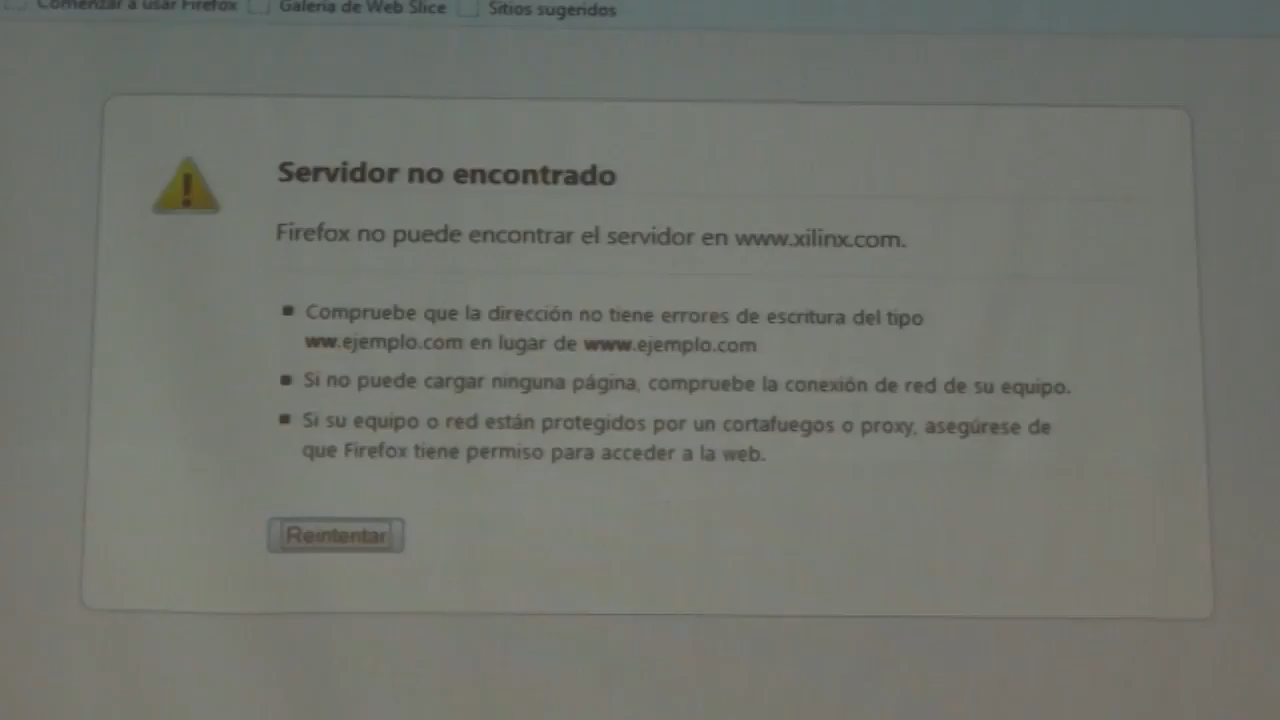 Comenzar a usar Firefox Galería de Web Slice Sitios sugeridos
Servidor no encontrado
Firefox no puede encontrar el servidor en www.xilinx.com.
Compruebe que la dirección no tiene errores de escritura del tipo
ww.ejemplo.com en lugar de www.ejemplo.com
Si no puede cargar ninguna página, compruebe la conexión de red de su equipo.
Si su equipo o red están protegidos por un cortafuegos o proxy, asegúrese de
que Firefox tiene permiso para acceder a la web.
Reintentar